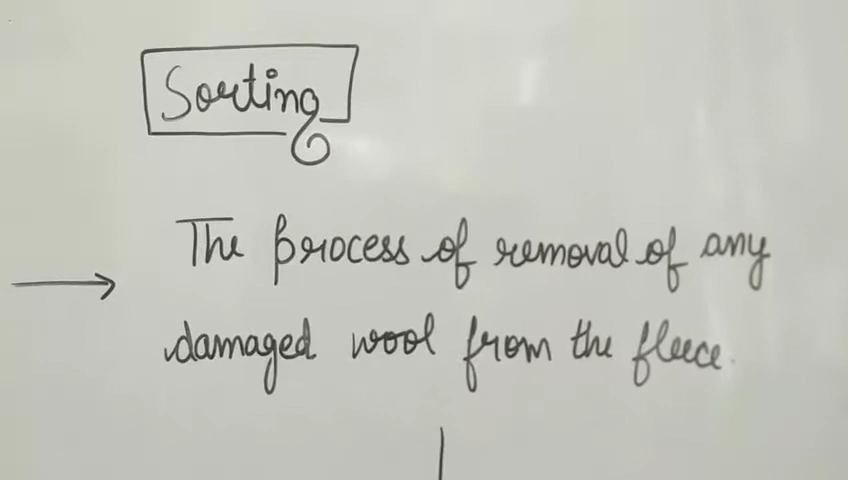 Sorting
The process of removal of any
damaged wool from the fleece.